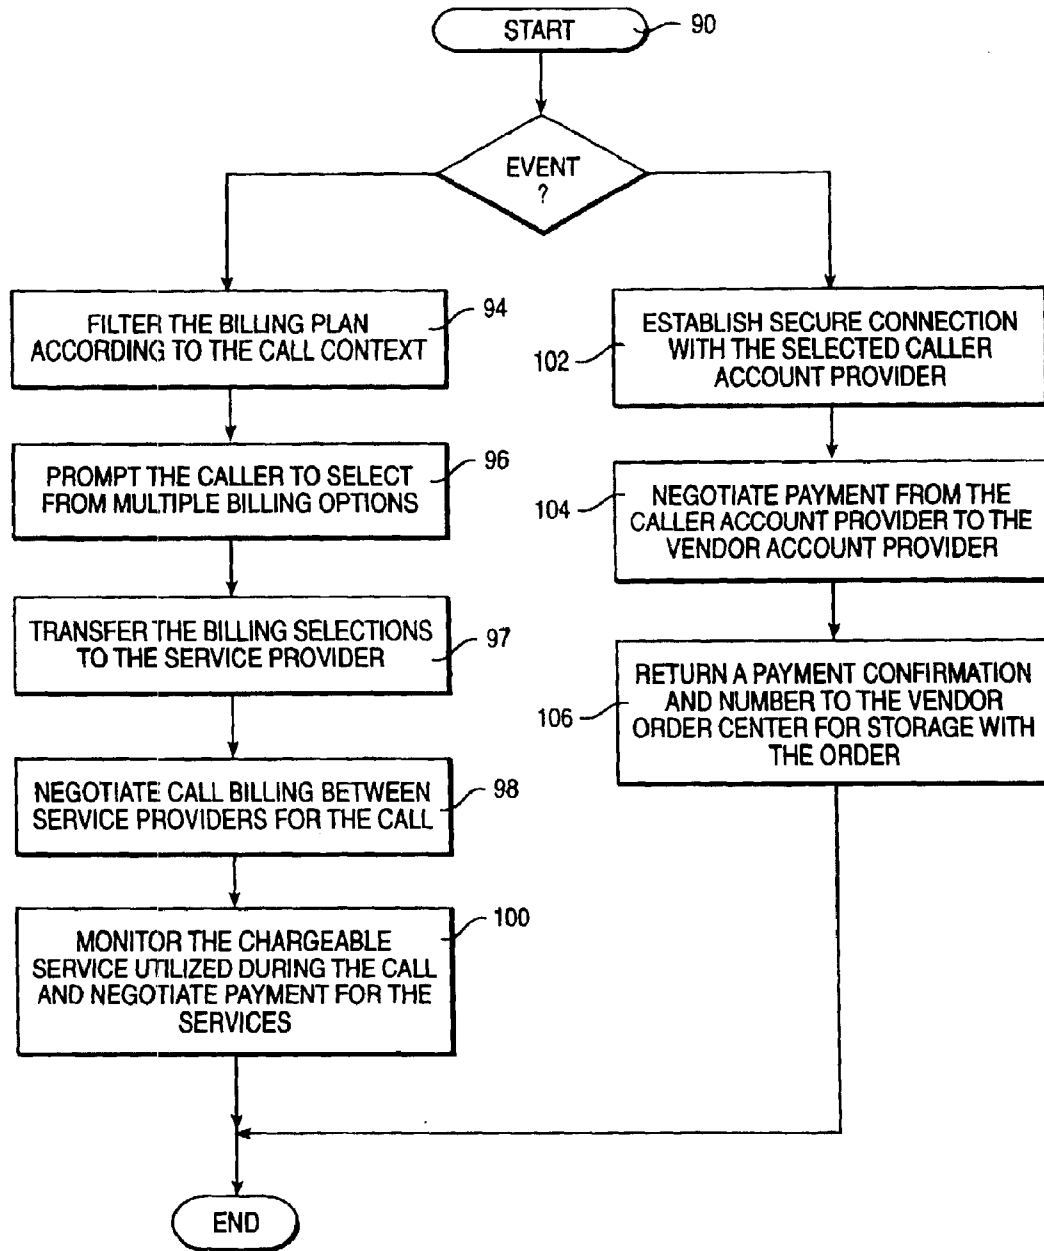 START
90
EVENT
?
FILTER THE BILLING PLAN
ACCORDING TO THE CALL CONTEXT
94
PROMPT THE CALLER TO SELECT
FROM MULTIPLE BILLING OPTIONS
96
TRANSFER THE BILLING SELECTIONS
TO THE SERVICE PROVIDER
97
NEGOTIATE CALL BILLING BETWEEN
SERVICE PROVIDERS FOR THE CALL
98
MONITOR THE CHARGEABLE
SERVICE UTILIZED DURING THE CALL
AND NEGOTIATE PAYMENT FOR THE
SERVICES
100
ESTABLISH SECURE CONNECTION
WITH THE SELECTED CALLER
ACCOUNT PROVIDER
102
NEGOTIATE PAYMENT FROM THE
CALLER ACCOUNT PROVIDER TO THE
VENDOR ACCOUNT PROVIDER
104
RETURN A PAYMENT CONFIRMATION
AND NUMBER TO THE VENDOR
ORDER CENTER FOR STORAGE WITH
THE ORDER
106
END